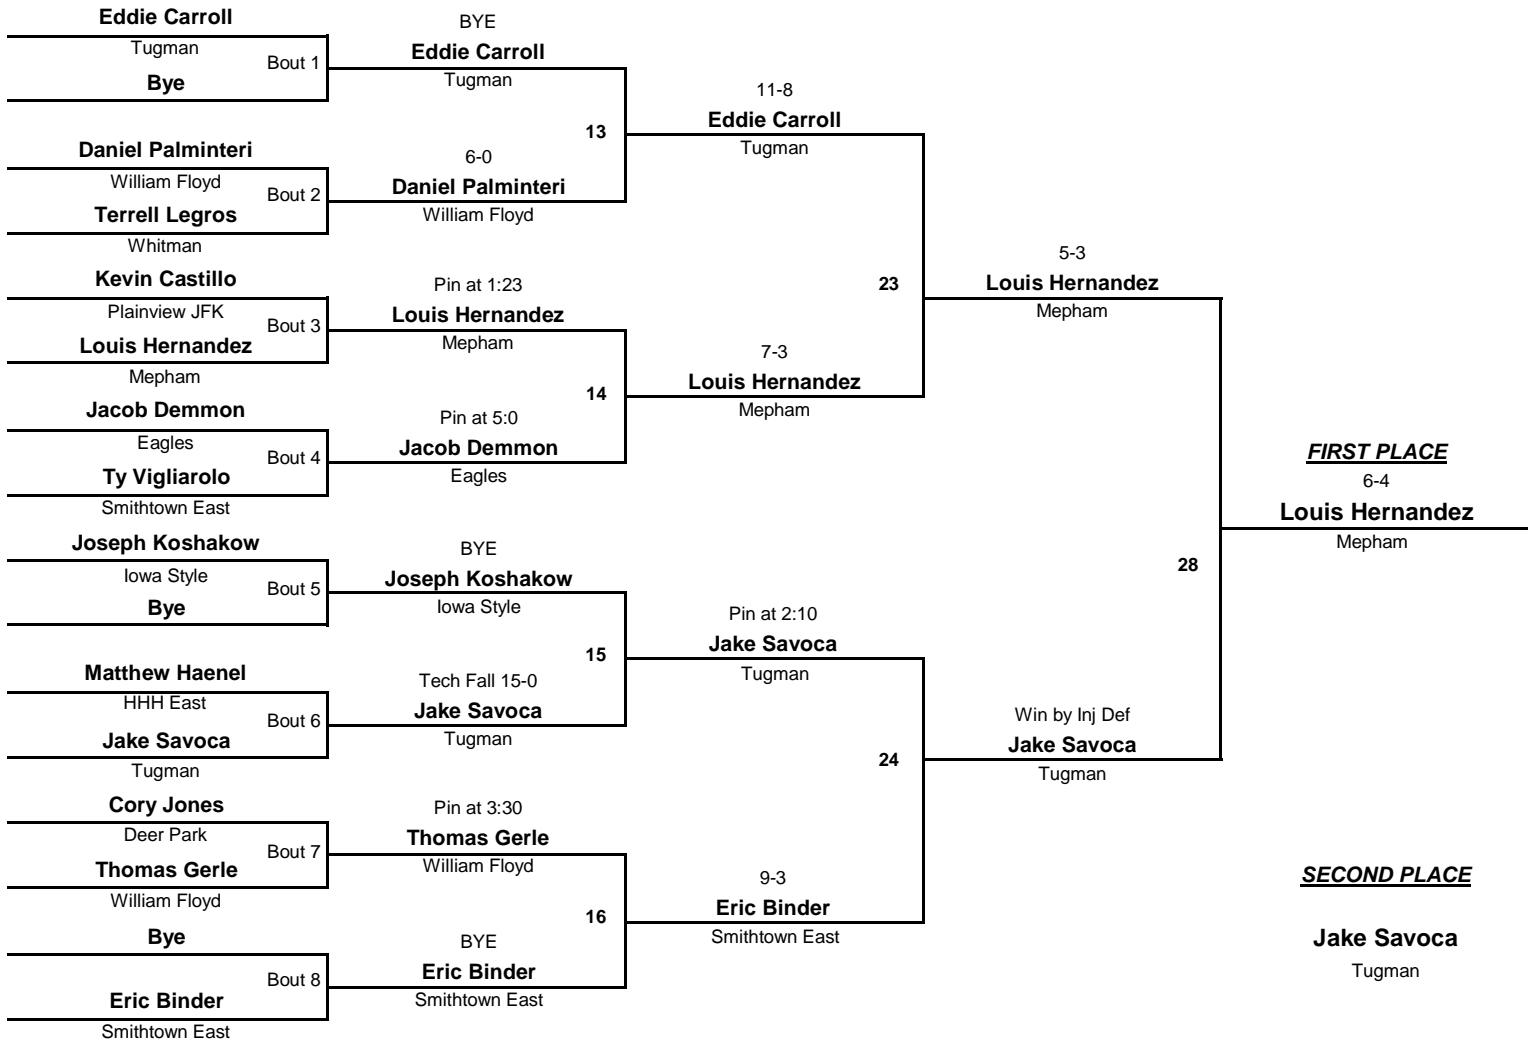 Eddie Carroll
Tugman
Bout 1
Bye
Daniel Palminteri
William Floyd
Bout 2
Terrell Legros
Whitman
Kevin Castillo
Plainview JFK
Bout 3
Louis Hernandez
Mepham
Jacob Demmon
Eagles
Bout 4
Ty Vigliarolo
Smithtown East
Joseph Koshakow
Iowa Style
Bout 5
Bye
Matthew Haenel
HHH East
Bout 6
Jake Savoca
Tugman
Cory Jones
Deer Park
Bout 7
Thomas Gerle
William Floyd
Bye
Bout 8
Eric Binder
Smithtown East
BYE
Eddie Carroll
Tugman
13
6-0
Daniel Palminteri
William Floyd
Pin at 1:23
Louis Hernandez
Mepham
14
Pin at 5:0
Jacob Demmon
Eagles
BYE
Joseph Koshakow
Iowa Style
15
Tech Fall 15-0
Jake Savoca
Tugman
Pin at 3:30
Thomas Gerle
William Floyd
16
BYE
Eric Binder
Smithtown East
11-8
Eddie Carroll
Tugman
23
7-3
Louis Hernandez
Mepham
Pin at 2:10
Jake Savoca
Tugman
24
9-3
Eric Binder
Smithtown East
5-3
Louis Hernandez
Mepham
28
Win by Inj Def
Jake Savoca
Tugman
FIRST PLACE
6-4
Louis Hernandez
Mepham
SECOND PLACE
Jake Savoca
Tugman